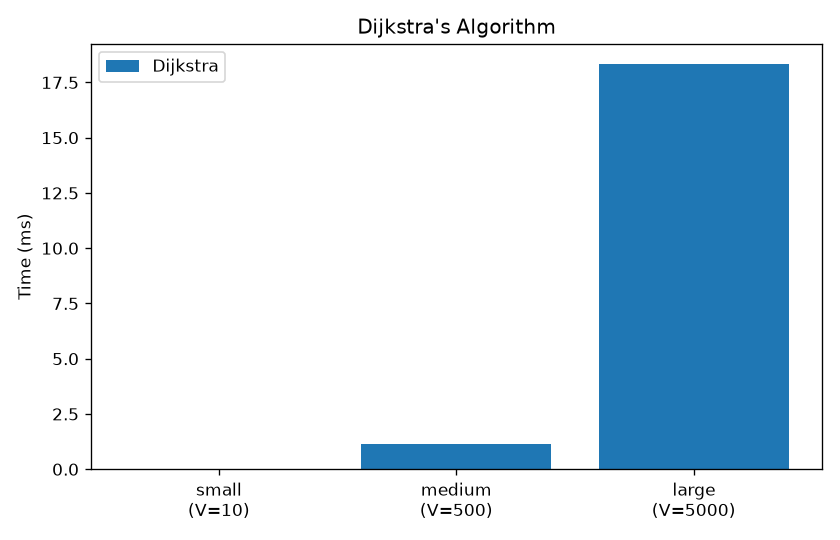 Dijkstra's Algorithm
Dijkstra
Time (ms)
17.5
15.0
12.5
10.0
7.5
5.0
2.5
0.0
small
(V=10)
medium
(V=500)
large
(V=5000)